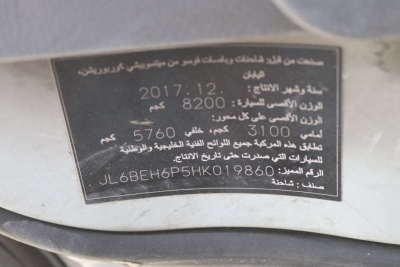 صنعت من قبل: شاحنات وباصات فوسو من ميتسوبيشي كوربوريشن،
اليابان
سنة وشهر الانتاج : 2017.12.
الوزن الأقصى للسيارة : 8200 كجم
الوزن الأقصى على كل محور:
أمامي 3100 كجم، خلفي 5760 كجم
تطابق هذه المركبة جميع اللوائح الفنية الخليجية والوطنية
للسيارات التي صدرت حتى تاريخ الانتاج.
الرقم المميز: JL6BEH6P5HK019860
صنف : شاحنة